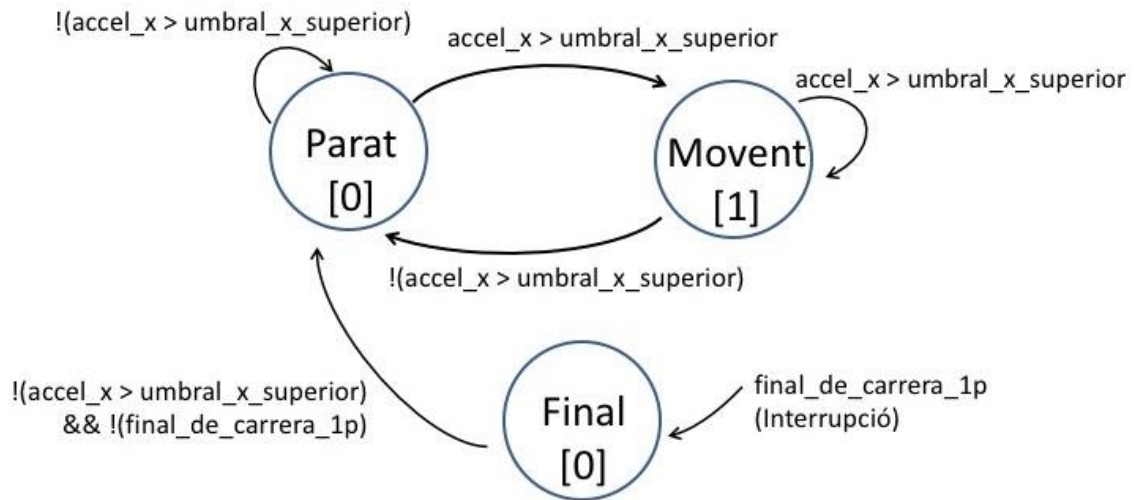 !(accel_x > umbral_x_superior)
accel_x > umbral_x_superior
accel_x > umbral_x_superior
Parat
[0]
Movent
[1]
!(accel_x > umbral_x_superior)
!(accel_x > umbral_x_superior)
&& !(final_de_carrera_1p)
Final
[0]
final_de_carrera_1p
(Interrupció)